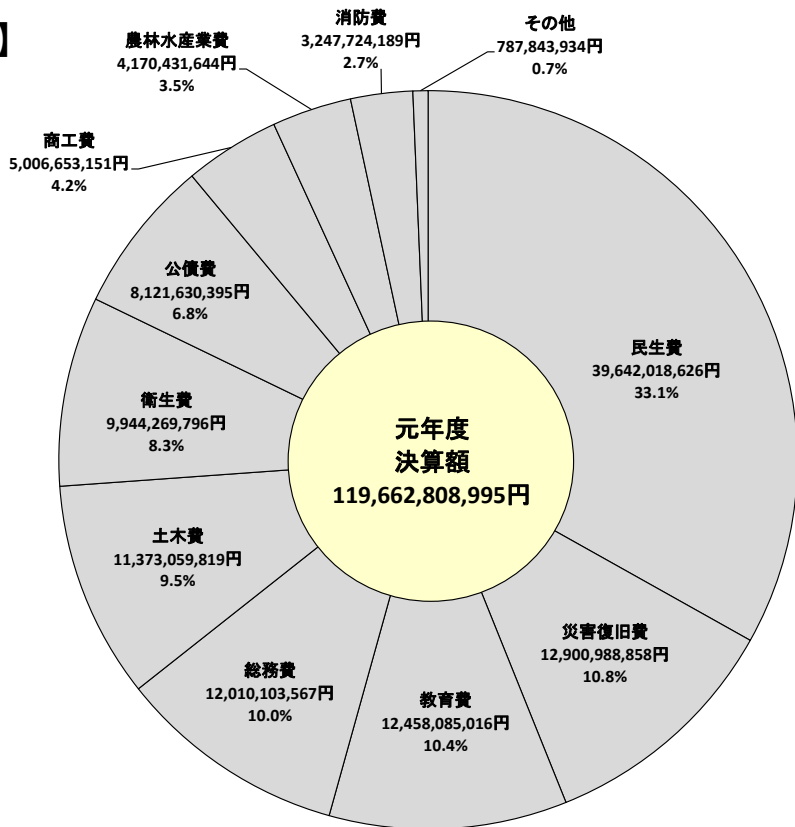 】
消防費
3,247,724,189円
2.7%
その他
787,843,934円
0.7%
農林水産業費
4,170,431,644円
3.5%
商工費
5,006,653,151円
4.2%
公債費
8,121,630,395円
6.8%
衛生費
9,944,269,796円
8.3%
土木費
11,373,059,819円
9.5%
総務費
12,010,103,567円
10.0%
教育費
12,458,085,016円
10.4%
災害復旧費
12,900,988,858円
10.8%
民生費
39,642,018,626円
33.1%
元年度
決算額
119,662,808,995円